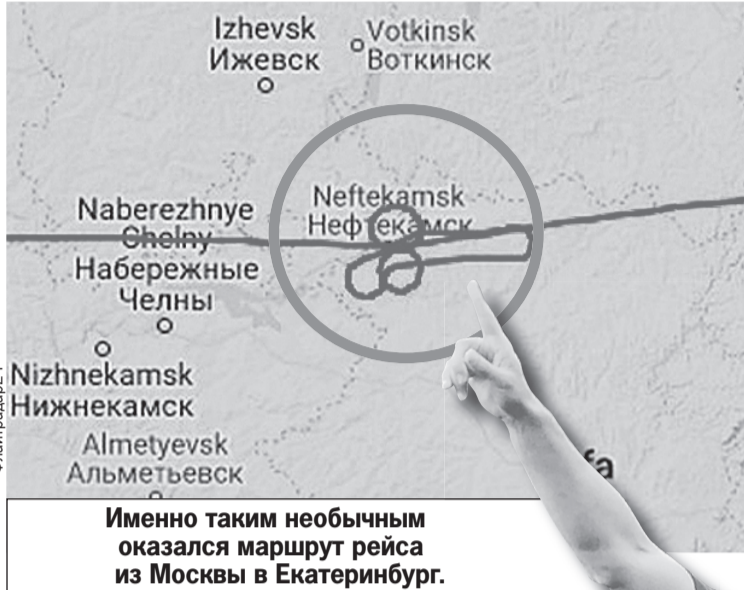 Izhevsk
Ижевск
Votkinsk
Воткинск
Neftekamsk
Нефтекамск
Naberezhnye
Chelny
Набережные
Челны
Nizhnekamsk
Нижнекамск
Almetyevsk
Альметьевск
fa
Именно таким необычным
оказался маршрут рейса
из Москвы в Екатеринбург.